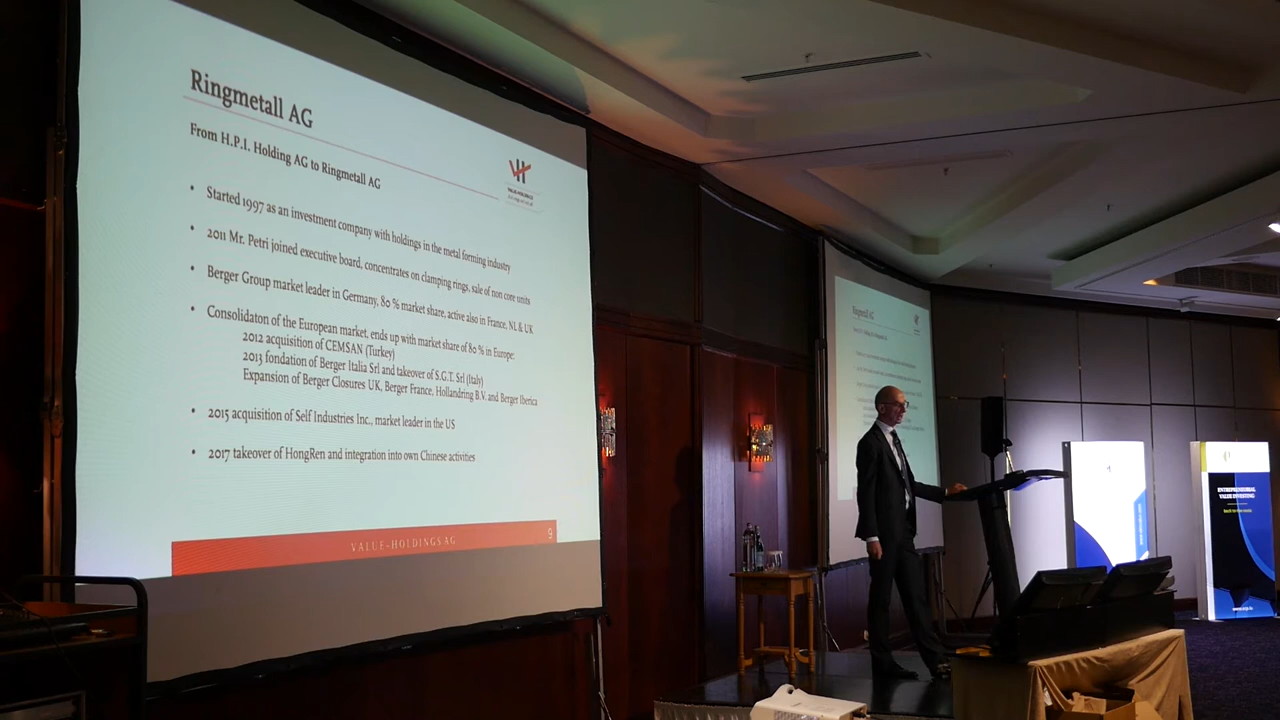 Ringmetall AG
From H.P.I. Holding AG to Ringmetall AG
VALUE-HOLDINGS
• Started 1997 as an investment company with holdings in the metal forming industry
• 2011 Mr. Petri joined executive board, concentrates on clamping rings, sale of non core units
• Berger Group market leader in Germany, 80 % market share, active also in France, NL & UK
• Consolidaton of the European market, ends up with market share of 80 % in Europe:
2012 acquisition of CEMSAN (Turkey)
2013 fondation of Berger Italia Srl and takeover of S.G.T. Srl (Italy)
Expansion of Berger Closures UK, Berger France, Hollandring B.V. and Berger Iberica
• 2015 acquisition of Self Industries Inc., market leader in the US
• 2017 takeover of HongRen and integration into own Chinese activities
VALUE-HOLDINGS AG
9
Ringmetall AG
ENTREPRENEURIAL
VALUE INVESTING